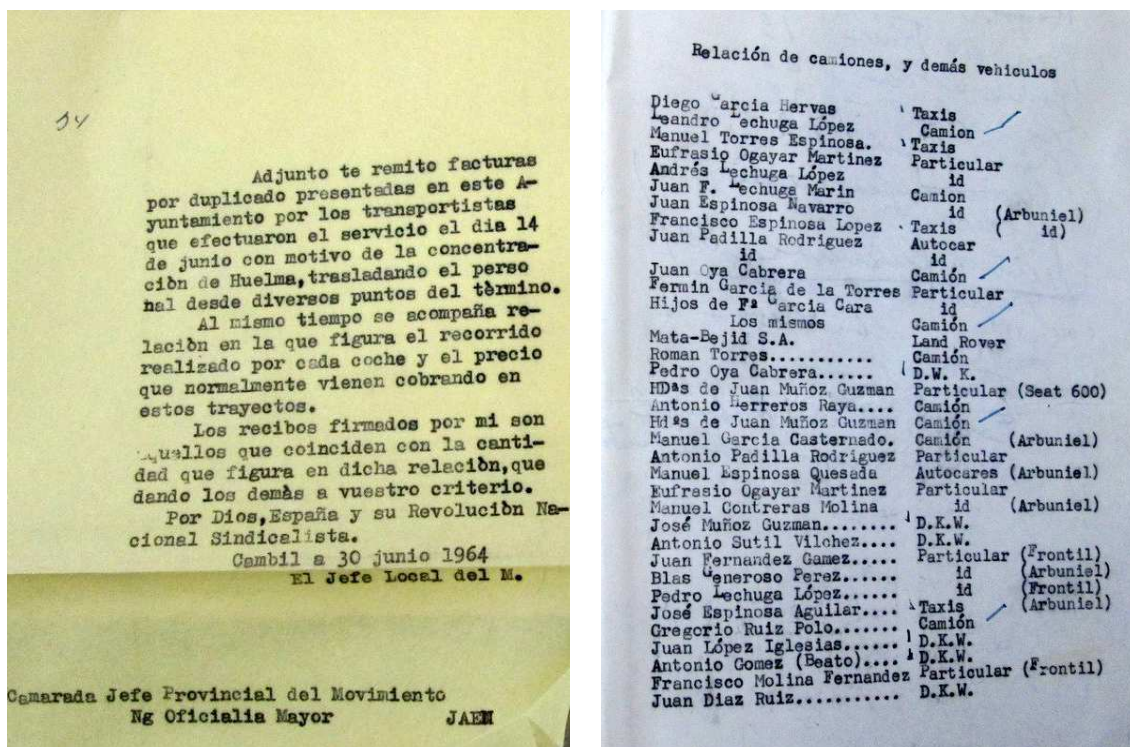 34
Adjunto te remito facturas
por duplicado presentadas en este A-
yuntamiento por los transportistas
que efectuaron el servicio el dia 14
de junio con motivo de la concentra-
ciòn de Huelma,trasladando el perso
nal desde diversos puntos del tèrmino.
Al mismo tiempo se acompaña re-
laciòn en la que figura el recorrido
realizado por cada coche y el precio
que normalmente vienen cobrando en
estos trayectos.
Los recibos firmados por mi son
aquellos que coinciden con la canti-
dad que figura en dicha relaciòn,que
dando los demàs a vuestro criterio.
Por Dios,España y su Revoluciòn Na-
cional Sindicalista.
Cambil a 30 junio 1964
El Jefe Local del M.
Camarada Jefe Provincial del Movimiento
Ng Oficialia Mayor JAEN
Relación de camiones, y demás vehiculos
Diego Garcia Hervas Taxis
Leandro Lechuga López Camion
Manuel Torres Espinosa. Taxis
Eufrasio Ogayar Martinez Particular
Andrés Lechuga López id
Juan F. Lechuga Marin Camion
Juan Espinosa Navarro id (Arbuniel)
Francisco Espinosa Lopez Taxis ( id)
Juan Padilla Rodriguez Autocar
id id
Juan Oya Cabrera Camión
Fermin Garcia de la Torres Particular
Hijos de Fª Garcia Cara id
Los mismos Camión
Mata-Bejid S.A. Land Rover
Roman Torres........... Camión
Pedro Oya Cabrera...... D.W. K.
HDªs de Juan Muñoz Guzman Particular (Seat 600)
Antonio Herreros Raya.... Camión
Hdªs de Juan Muñoz Guzman Camión
Manuel Garcia Casternado. Camión (Arbuniel)
Antonio Padilla Rodriguez Particular
Manuel Espinosa Quesada Autocares (Arbuniel)
Eufrasio Ogayar Martinez Particular
Manuel Contreras Molina id (Arbuniel)
José Muñoz Guzman........ D.K.W.
Antonio Sutil Vilchez.... D.K.W.
Juan Fernandez Gamez..... Particular (Frontil)
Blas Generoso Perez...... id (Arbuniel)
Pedro Lechuga López...... id (Frontil)
José Espinosa Aguilar.... Taxis (Arbuniel)
Gregorio Ruiz Polo....... Camión
Juan López Iglesias...... D.K.W.
Antonio Gomez (Beato).... D.K.W.
Francisco Molina Fernandez Particular (Frontil)
Juan Diaz Ruiz........... D.K.W.